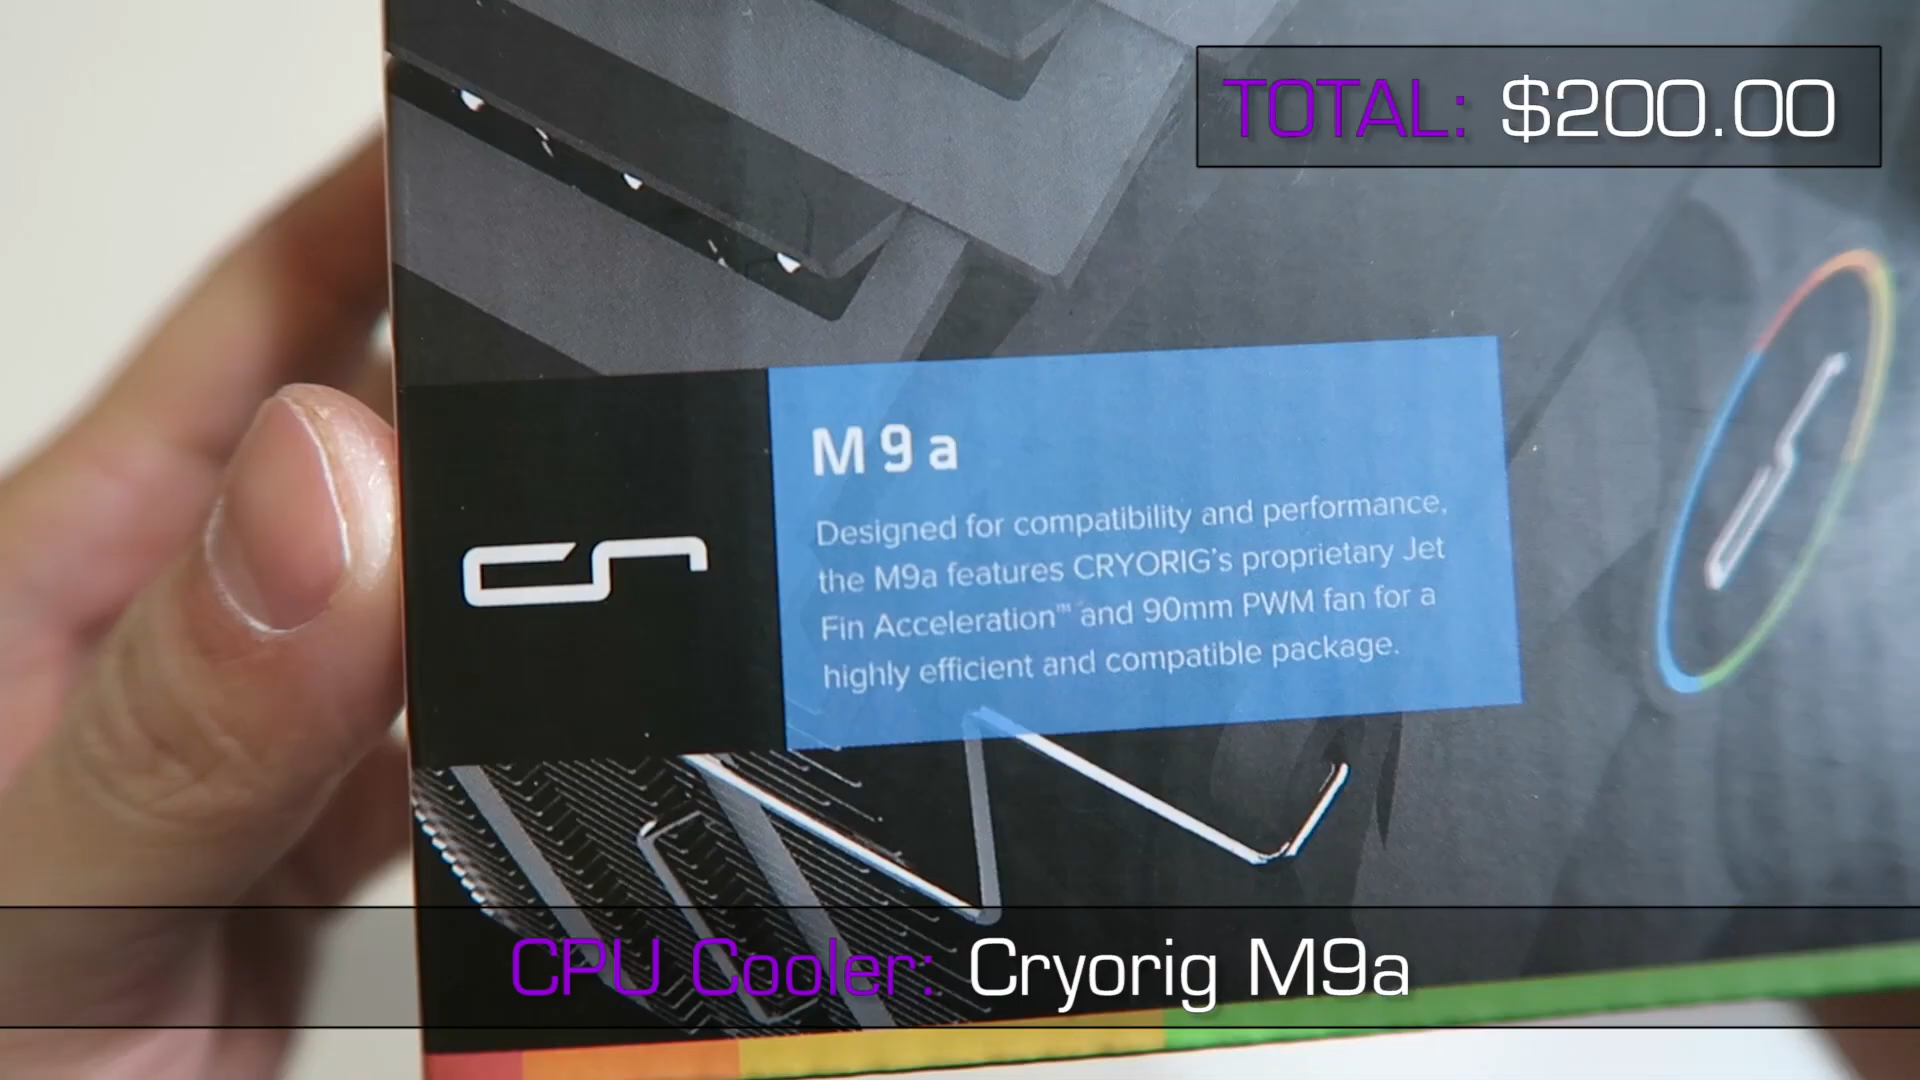 TOTAL: $200.00
M9a
Designed for compatibility and performance,
the M9a features CRYORIG's proprietary Jet
Fin Acceleration™ and 90mm PWM fan for a
highly efficient and compatible package.
CPU Cooler: Cryorig M9a